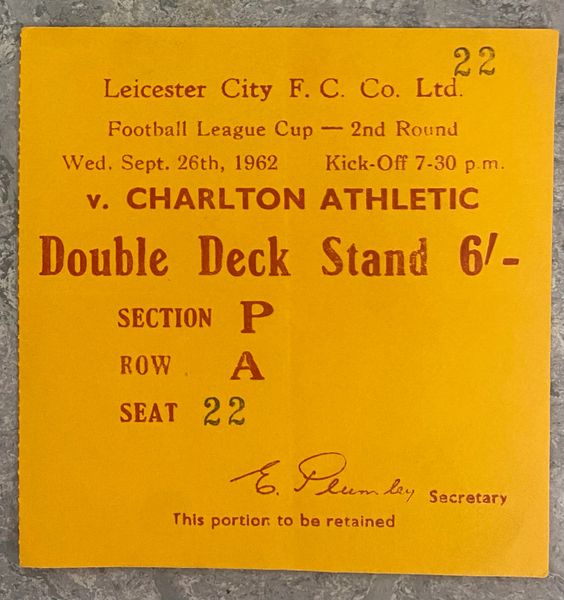 22
Leicester City F. C. Co. Ltd.
Football League Cup — 2nd Round
Wed. Sept. 26th, 1962 Kick-Off 7-30 p.m.
v. CHARLTON ATHLETIC
Double Deck Stand 6/-
SECTION P
ROW A
SEAT 22
E. Plumley Secretary
This portion to be retained